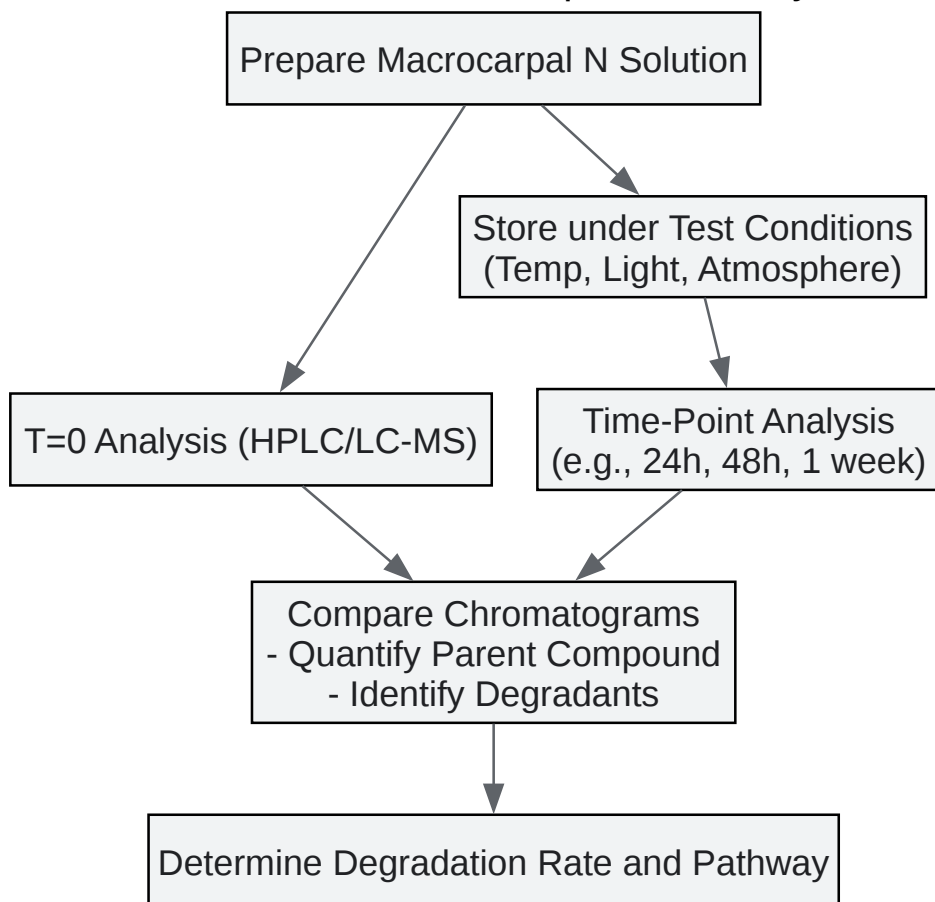 Prepare Macrocarpal N Solution
Store under Test Conditions
(Temp, Light, Atmosphere)
T=0 Analysis (HPLC/LC-MS)
Time-Point Analysis
(e.g., 24h, 48h, 1 week)
Compare Chromatograms
- Quantify Parent Compound
- Identify Degradants
Determine Degradation Rate and Pathway